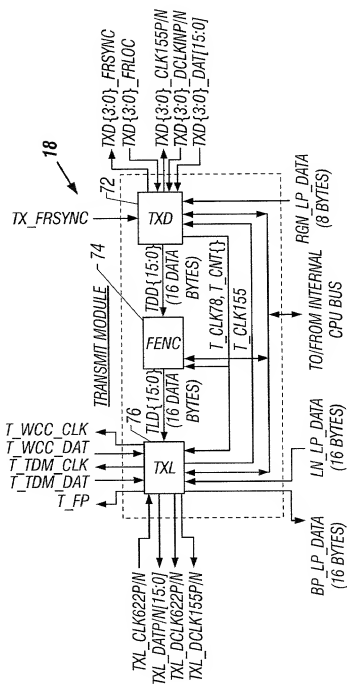 18
TRANSMIT MODULE
T_WCC_CLK
T_WCC_DAT
T_TDM_CLK
T_TDM_DAT
T_FP
TX_FRSYNC
TXD{3:0}_FRSYNC
TXD{3:0}_FRLOC
TXD{3:0}_CLK155P/N
TXD{3:0}_DCLKINP/N
TXD{3:0}_DAT[15:0]
TXL_CLK622P/N
TXL_DATP/N[15:0]
TXL_DCLK622P/N
TXL_DCLK155P/N
76
TXL
TLD{15:0}
(16 DATA
BYTES)
74
FENC
TDD{15:0}
(16 DATA
BYTES)
72
TXD
T_CLK78, T_CNT{}
T_CLK155
BP_LP_DATA
(16 BYTES)
LN_LP_DATA
(16 BYTES)
TO/FROM INTERNAL
CPU BUS
RGN_LP_DATA
(8 BYTES)